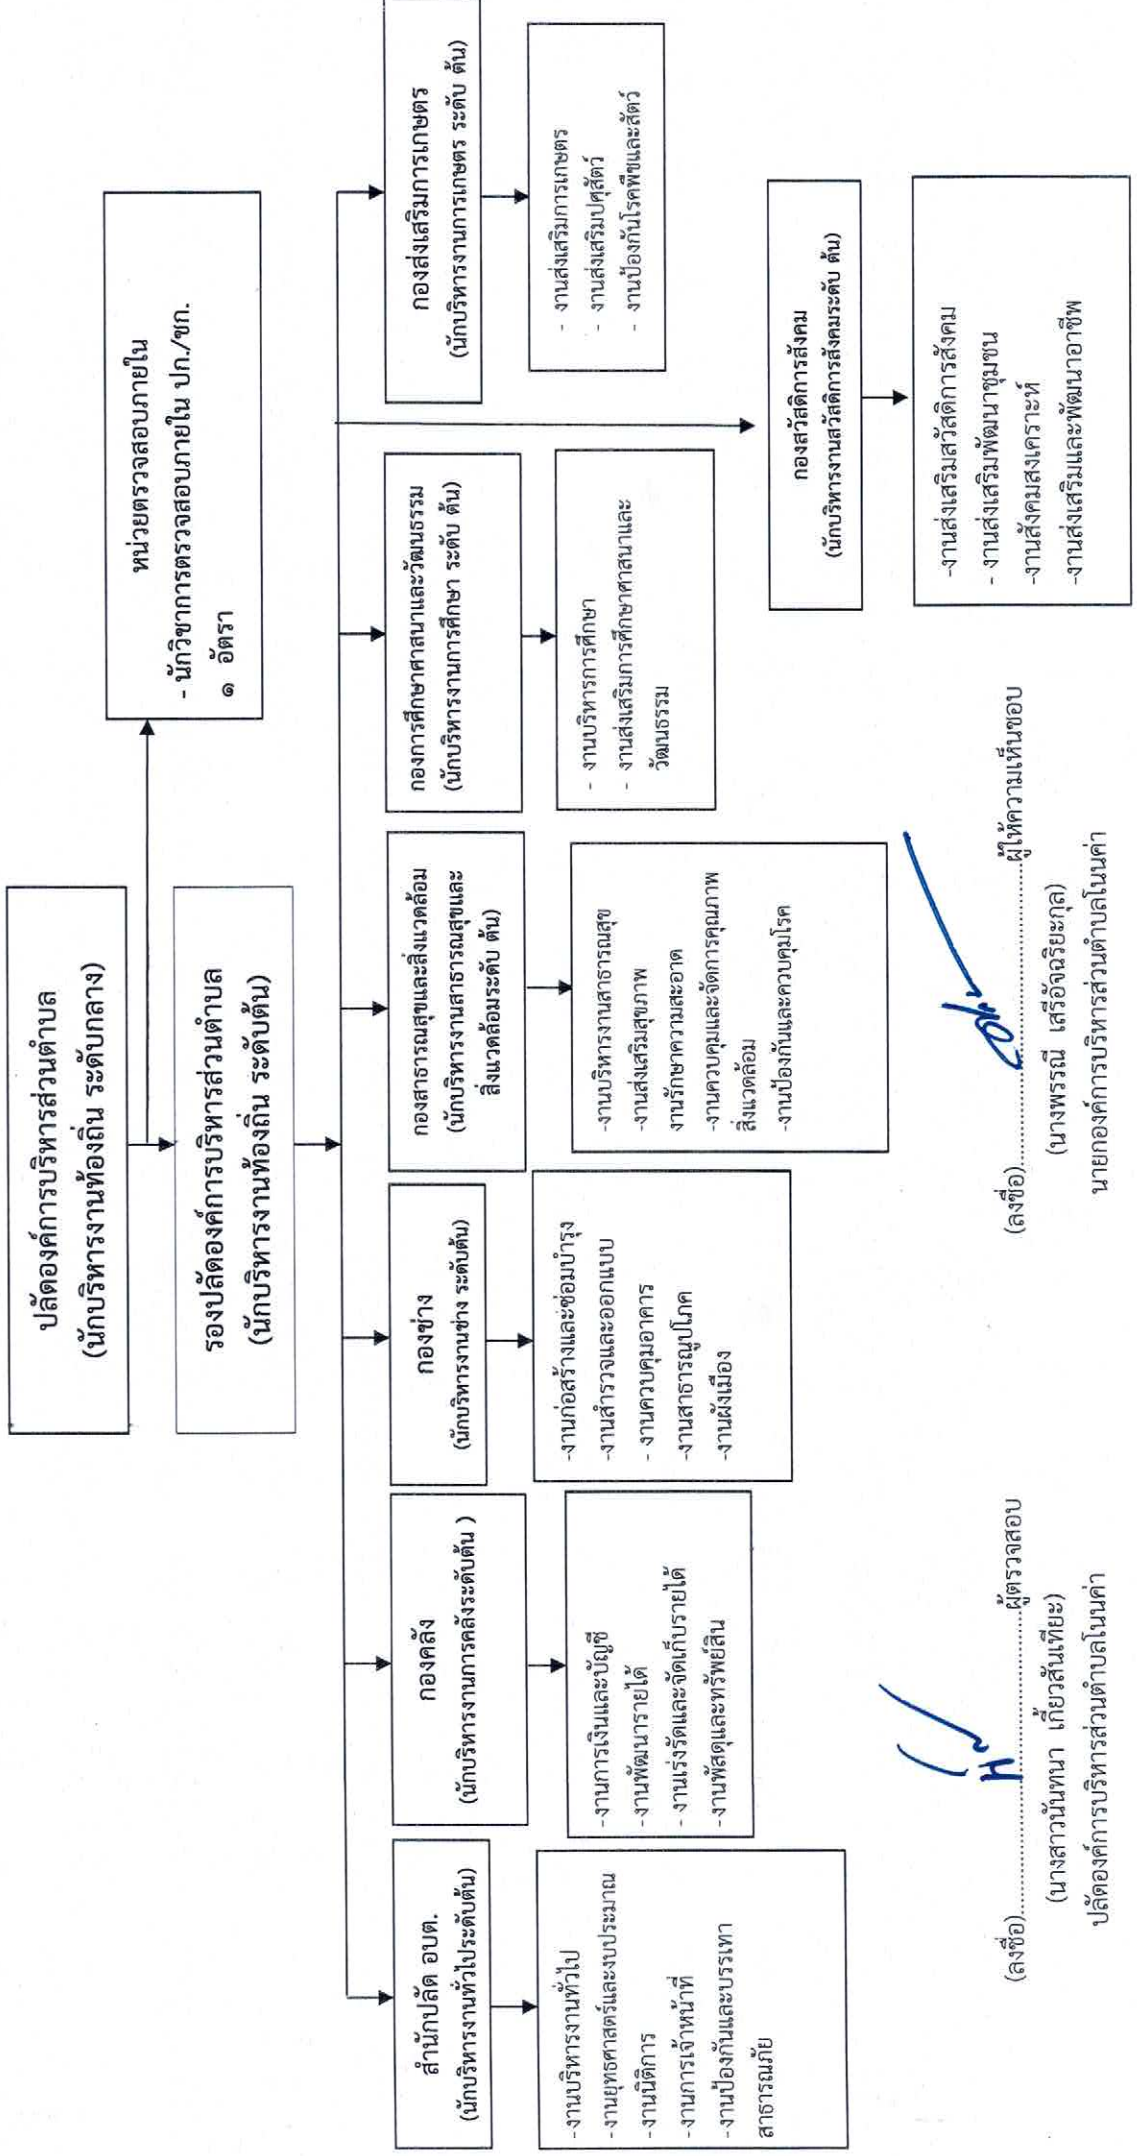 ปลัดองค์การบริหารส่วนตำบล
(นักบริหารงานท้องถิ่น ระดับกลาง)
หน่วยตรวจสอบภายใน
- นักวิชาการตรวจสอบภายใน ปก./ชก.
๑ อัตรา
รองปลัดองค์การบริหารส่วนตำบล
(นักบริหารงานท้องถิ่น ระดับต้น)
สำนักปลัด อบต.
(นักบริหารงานทั่วไประดับต้น)
-งานบริหารงานทั่วไป
-งานยุทธศาสตร์และงบประมาณ
-งานนิติการ
-งานการเจ้าหน้าที่
-งานป้องกันและบรรเทา
สาธารณภัย
กองคลัง
(นักบริหารงานการคลังระดับต้น )
-งานการเงินและบัญชี
-งานพัฒนารายได้
- งานเร่งรัดและจัดเก็บรายได้
-งานพัสดุและทรัพย์สิน
กองช่าง
(นักบริหารงานช่าง ระดับต้น)
-งานก่อสร้างและซ่อมบำรุง
-งานสำรวจและออกแบบ
- งานควบคุมอาคาร
-งานสาธารณูปโภค
-งานผังเมือง
กองสาธารณสุขและสิ่งแวดล้อม
(นักบริหารงานสาธารณสุขและ
สิ่งแวดล้อมระดับ ต้น)
-งานบริหารงานสาธารณสุข
-งานส่งเสริมสุขภาพ
งานรักษาความสะอาด
-งานควบคุมและจัดการคุณภาพ
สิ่งแวดล้อม
-งานป้องกันและควบคุมโรค
กองการศึกษาศาสนาและวัฒนธรรม
(นักบริหารงานการศึกษา ระดับ ต้น)
- งานบริหารการศึกษา
- งานส่งเสริมการศึกษาศาสนาและ
วัฒนธรรม
กองส่งเสริมการเกษตร
(นักบริหารงานการเกษตร ระดับ ต้น)
- งานส่งเสริมการเกษตร
- งานส่งเสริมปศุสัตว์
- งานป้องกันโรคพืชและสัตว์
กองสวัสดิการสังคม
(นักบริหารงานสวัสดิการสังคมระดับ ต้น)
-งานส่งเสริมสวัสดิการสังคม
- งานส่งเสริมพัฒนาชุมชน
-งานสังคมสงเคราะห์
-งานส่งเสริมและพัฒนาอาชีพ
(ลงชื่อ)..............................ผู้ตรวจสอบ
(นางสาวนันทนา เกี้ยวสันเทียะ)
ปลัดองค์การบริหารส่วนตำบลโนนค่า
(ลงชื่อ)..............................ผู้ให้ความเห็นชอบ
(นางพรรณี เสรีอัจฉริยะกุล)
นายกองค์การบริหารส่วนตำบลโนนค่า